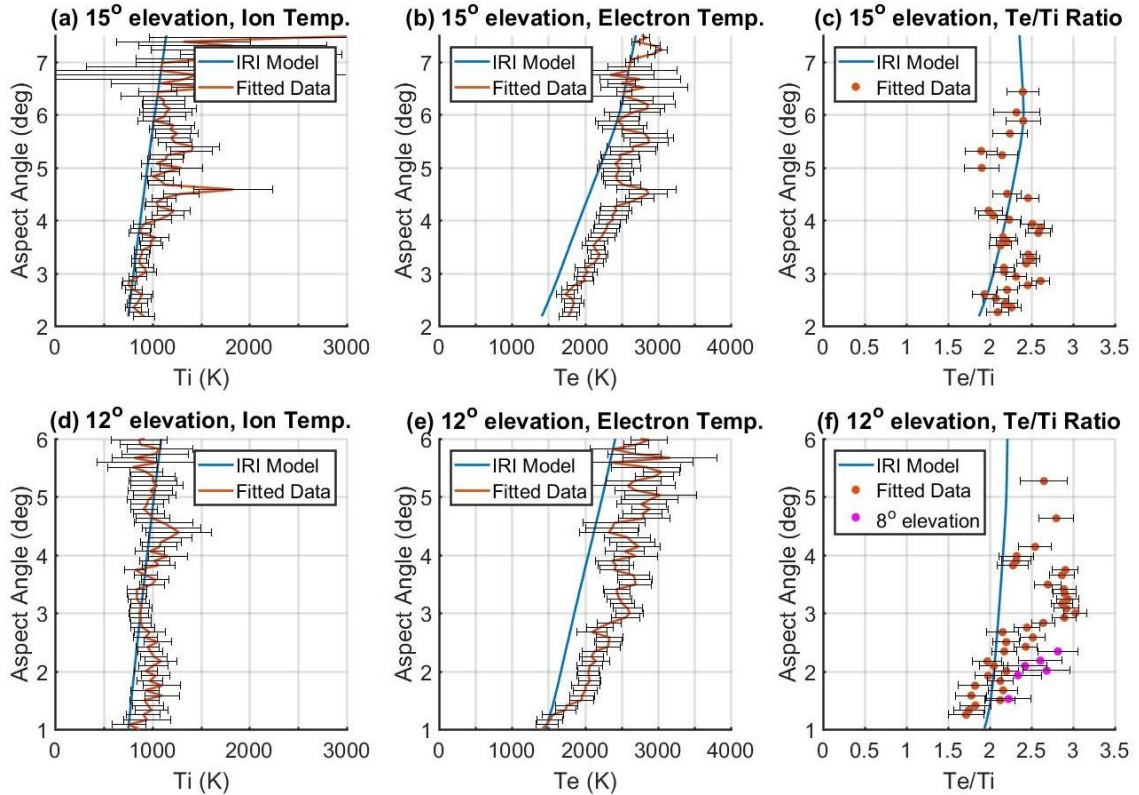 (a) 15° elevation, Ion Temp.
IRI Model
Fitted Data
7
6
5
4
3
2
Aspect Angle (deg)
0 1000 2000 3000
Ti (K)
(b) 15° elevation, Electron Temp.
IRI Model
Fitted Data
7
6
5
4
3
2
Aspect Angle (deg)
0 1000 2000 3000 4000
Te (K)
(c) 15° elevation, Te/Ti Ratio
IRI Model
Fitted Data
7
6
5
4
3
2
Aspect Angle (deg)
0 0.5 1 1.5 2 2.5 3 3.5
Te/Ti
(d) 12° elevation, Ion Temp.
IRI Model
Fitted Data
6
5
4
3
2
1
Aspect Angle (deg)
0 1000 2000 3000
Ti (K)
(e) 12° elevation, Electron Temp.
IRI Model
Fitted Data
6
5
4
3
2
1
Aspect Angle (deg)
0 1000 2000 3000 4000
Te (K)
(f) 12° elevation, Te/Ti Ratio
IRI Model
Fitted Data
8° elevation
6
5
4
3
2
1
Aspect Angle (deg)
0 0.5 1 1.5 2 2.5 3 3.5
Te/Ti